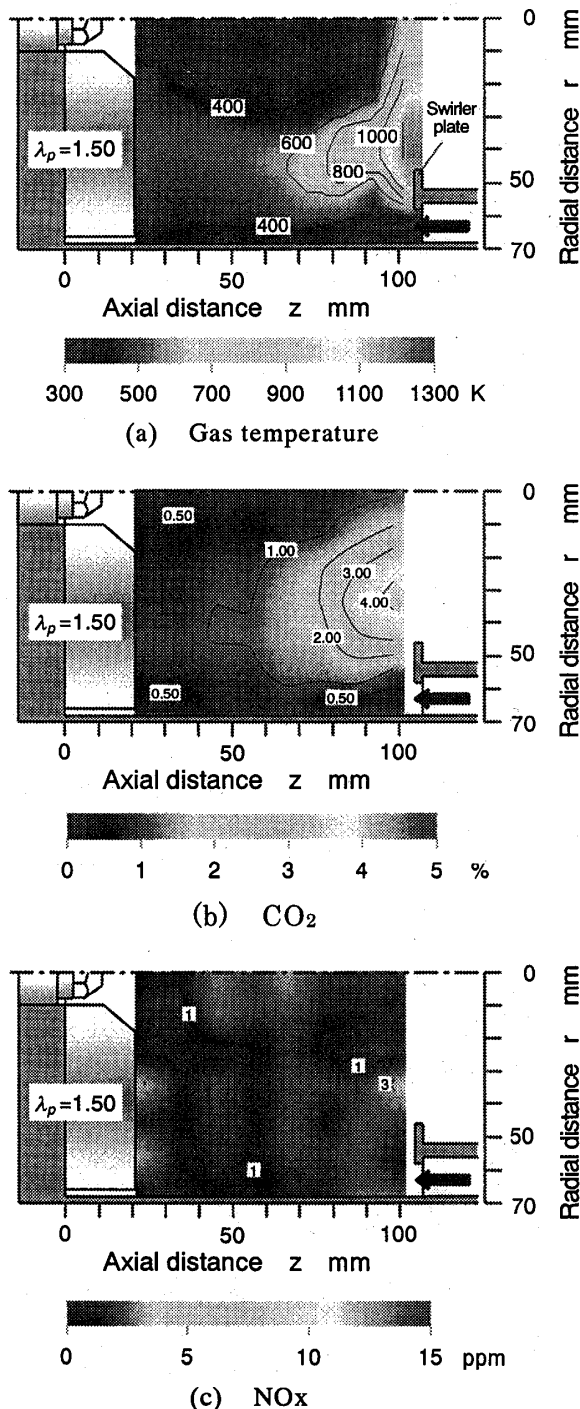 0
400
Swirler
plate
600
1000
λp=1.50
800
50
400
70
0 50 100
Axial distance z mm
Radial distance r mm
300 500 700 900 1100 1300 K
(a) Gas temperature
0
0.50
1.00
3.00
4.00
λp=1.50
2.00
50
0.50
0.50
70
0 50 100
Axial distance z mm
Radial distance r mm
0 1 2 3 4 5 %
(b) CO2
0
1
1
3
λp=1.50
50
1
70
0 50 100
Axial distance z mm
Radial distance r mm
0 5 10 15 ppm
(c) NOx